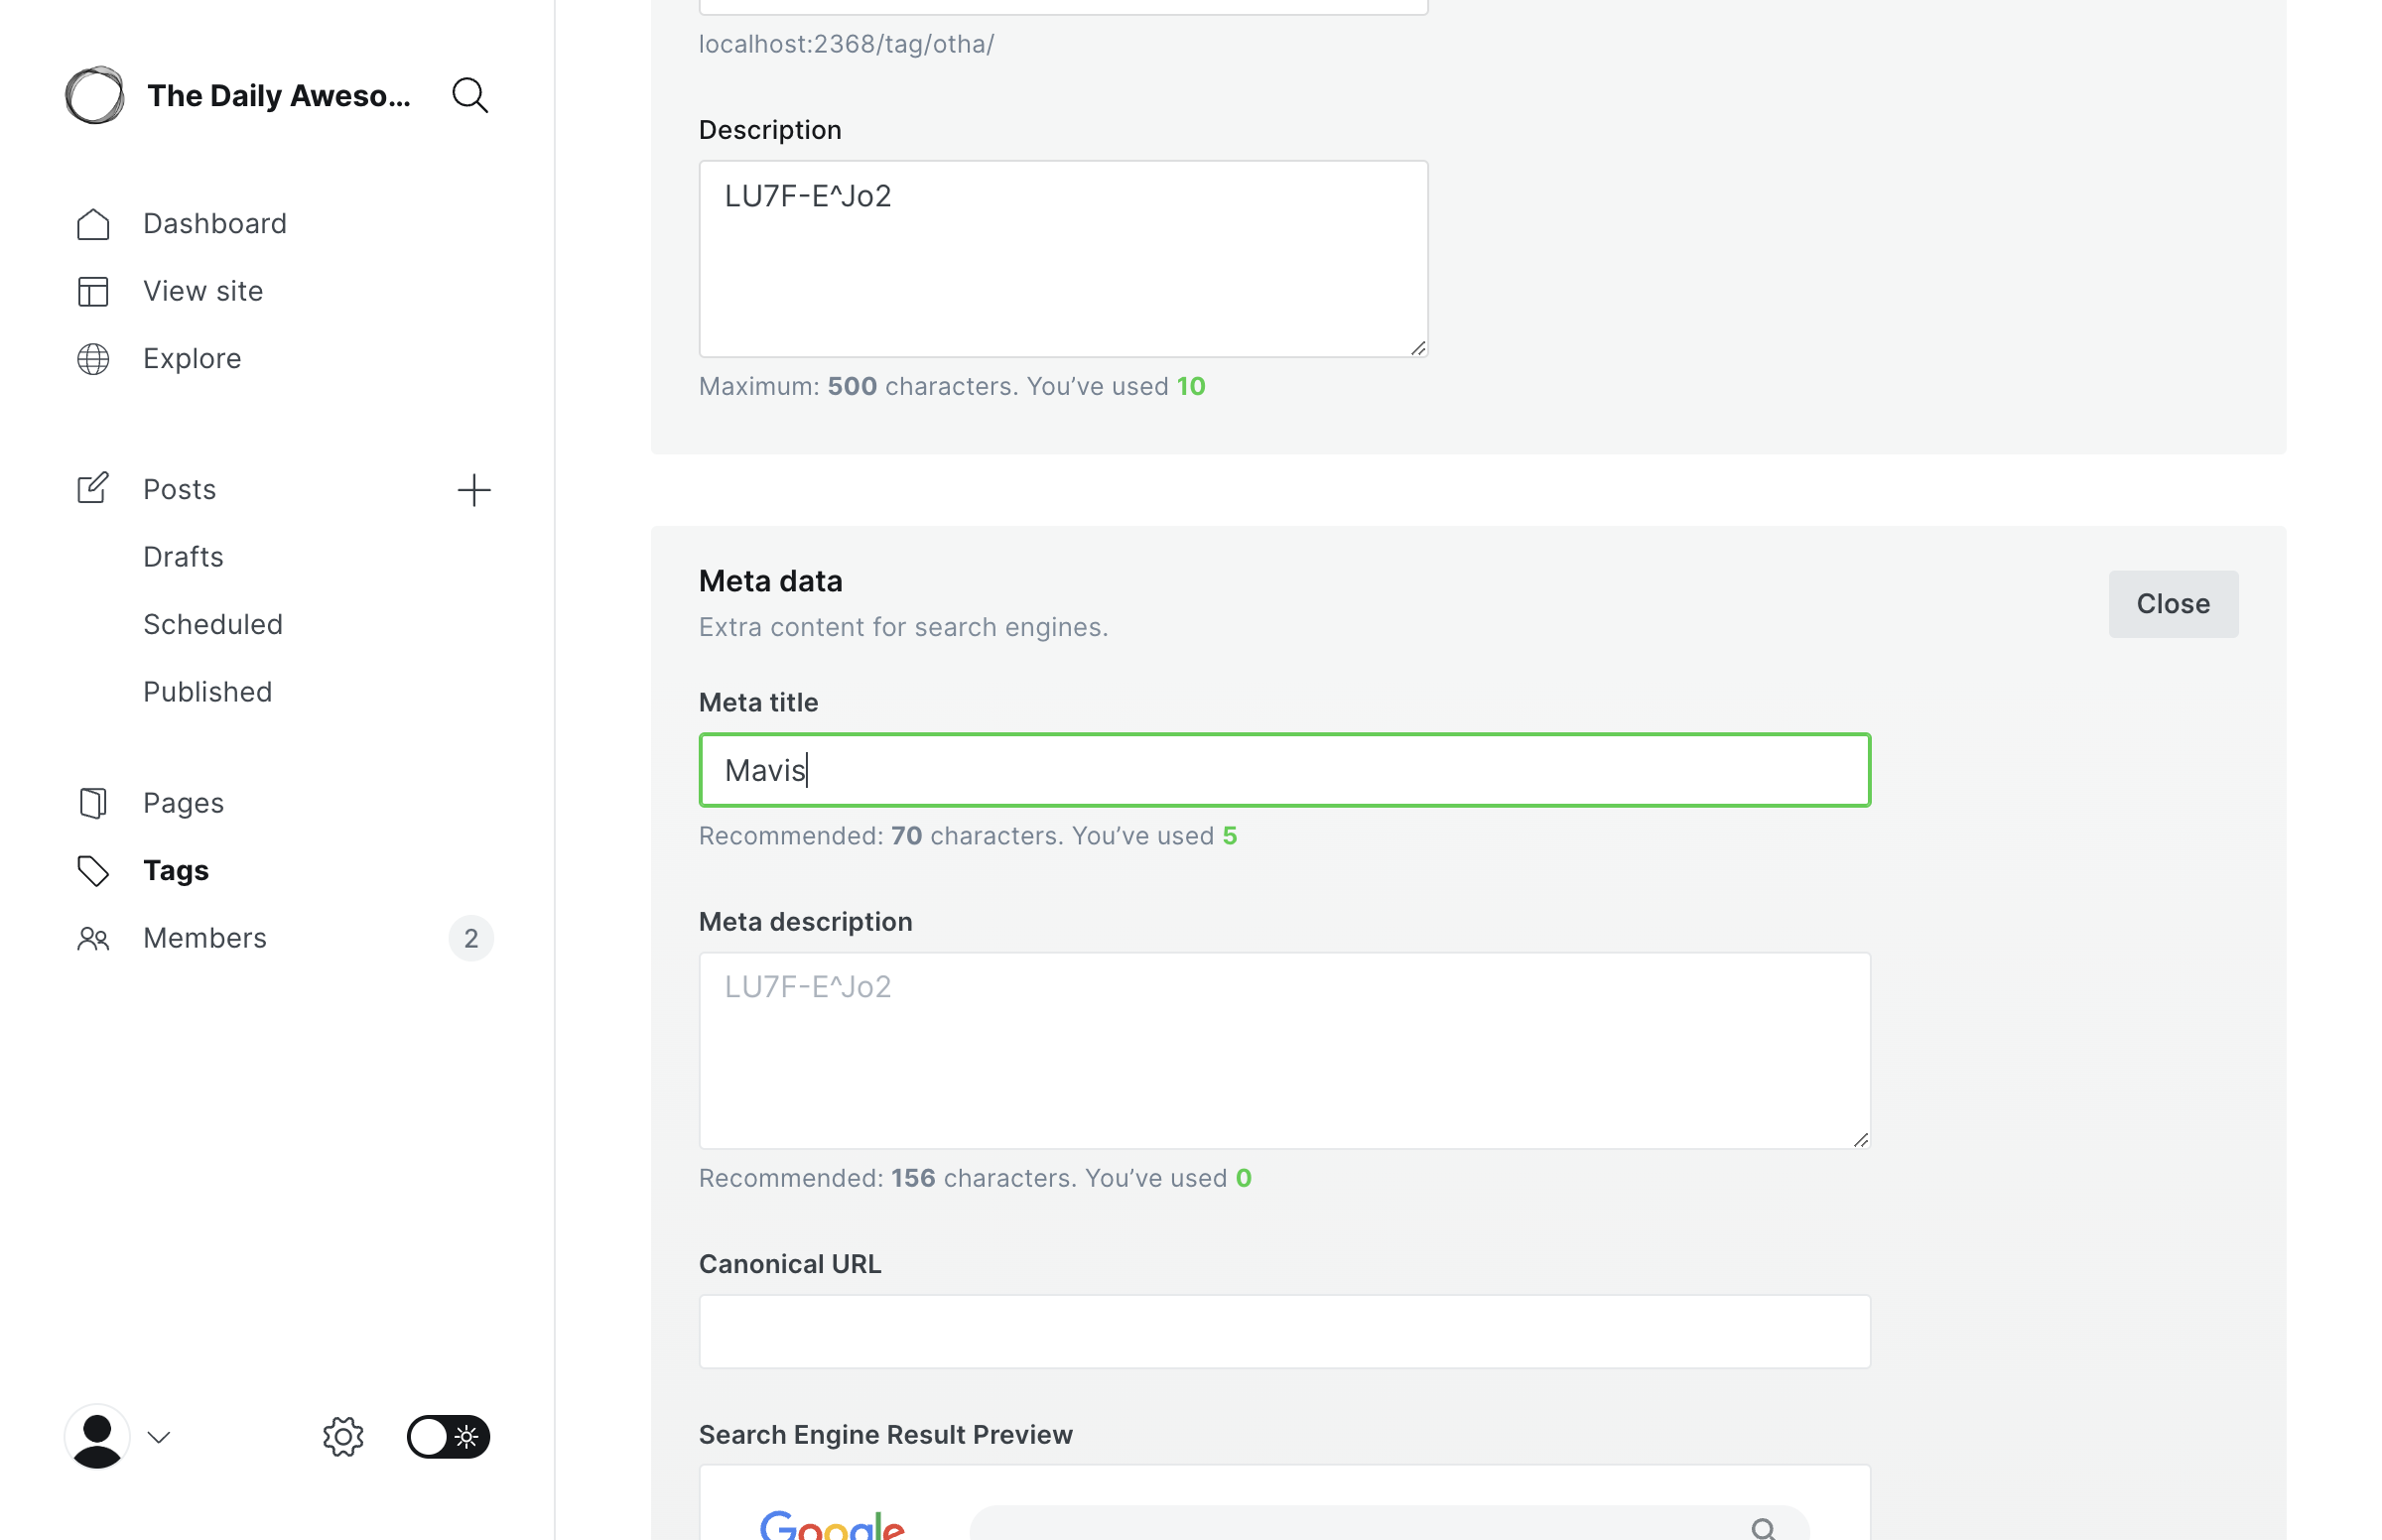 The Daily Aweso...
Dashboard
View site
Explore
Posts
Drafts
Scheduled
Published
Pages
Tags
Members 2
localhost:2368/tag/otha/
Description
LU7F-E^Jo2
Maximum: 500 characters. You’ve used 10
Meta data
Close
Extra content for search engines.
Meta title
Mavis
Recommended: 70 characters. You’ve used 5
Meta description
LU7F-E^Jo2
Recommended: 156 characters. You’ve used 0
Canonical URL
Search Engine Result Preview
Google